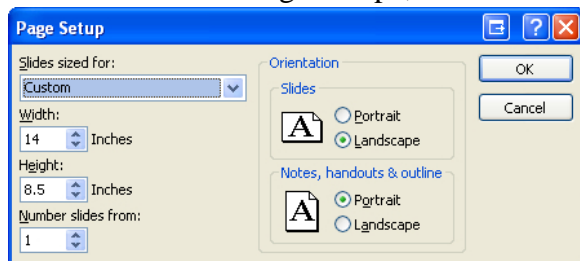 Page Setup
Slides sized for:
Custom
Width:
14 Inches
Height:
8.5 Inches
Number slides from:
1
Orientation
Slides
A
Portrait
Landscape
Notes, handouts & outline
A
Portrait
Landscape
OK
Cancel